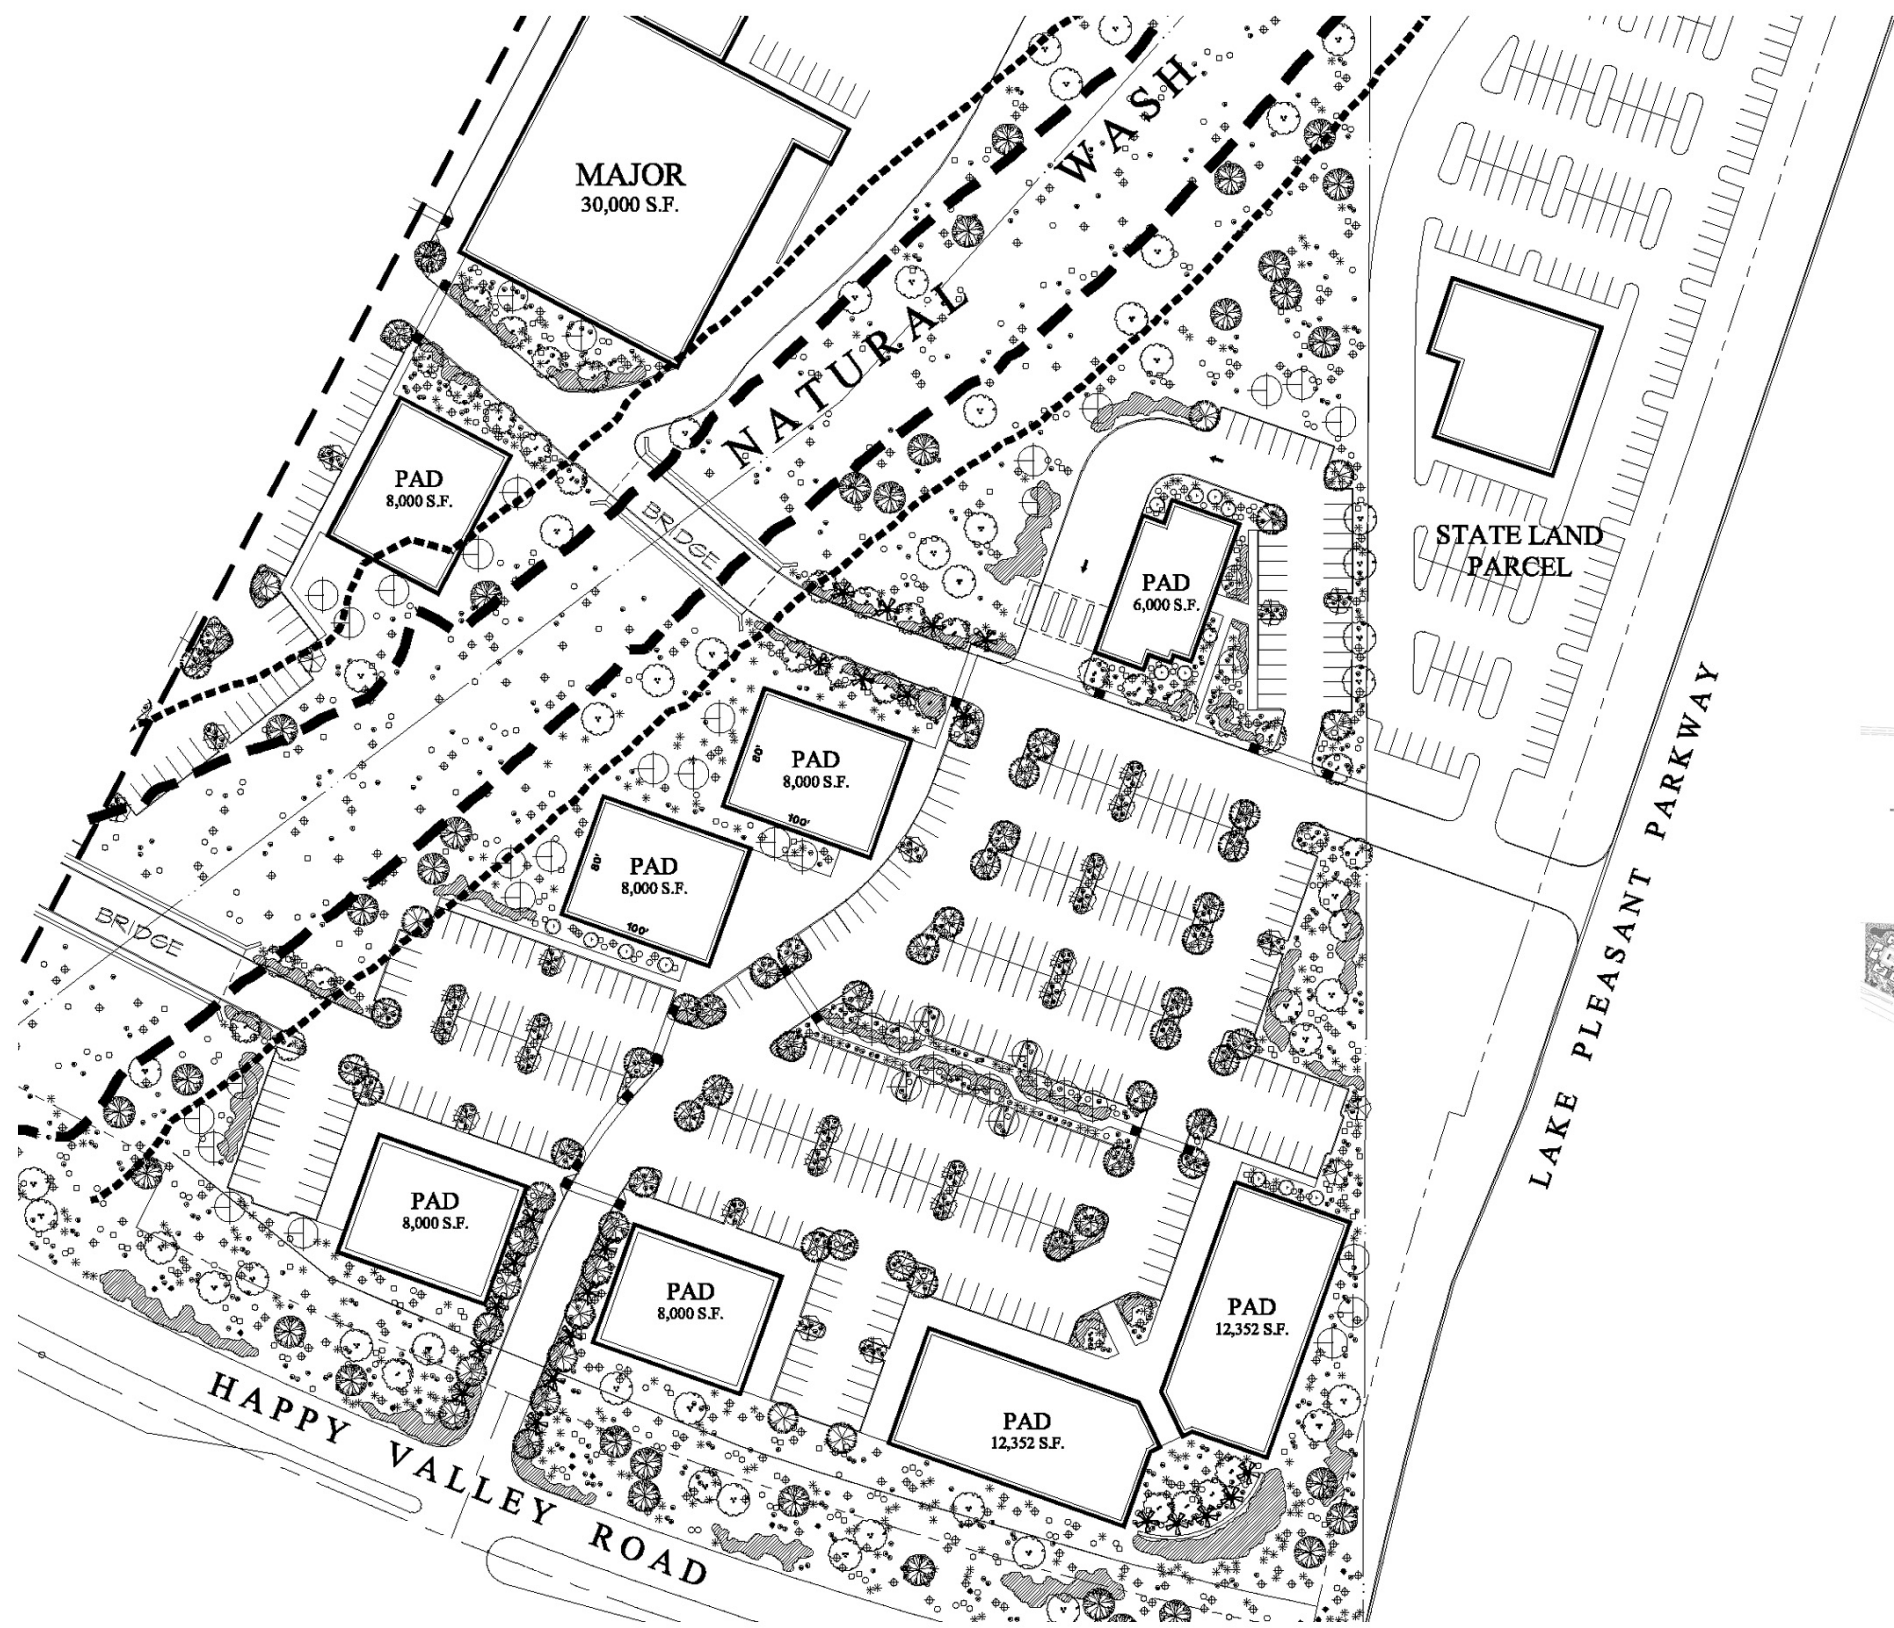 MAJOR
30,000 S.F.
NATURAL WASH
PAD
8,000 S.F.
BRIDGE
STATE LAND
PARCEL
PAD
6,000 S.F.
PAD
8,000 S.F.
80'
100'
PAD
8,000 S.F.
80'
100'
BRIDGE
LAKE PLEASANT PARKWAY
PAD
8,000 S.F.
PAD
8,000 S.F.
PAD
12,352 S.F.
PAD
12,352 S.F.
HAPPY VALLEY ROAD